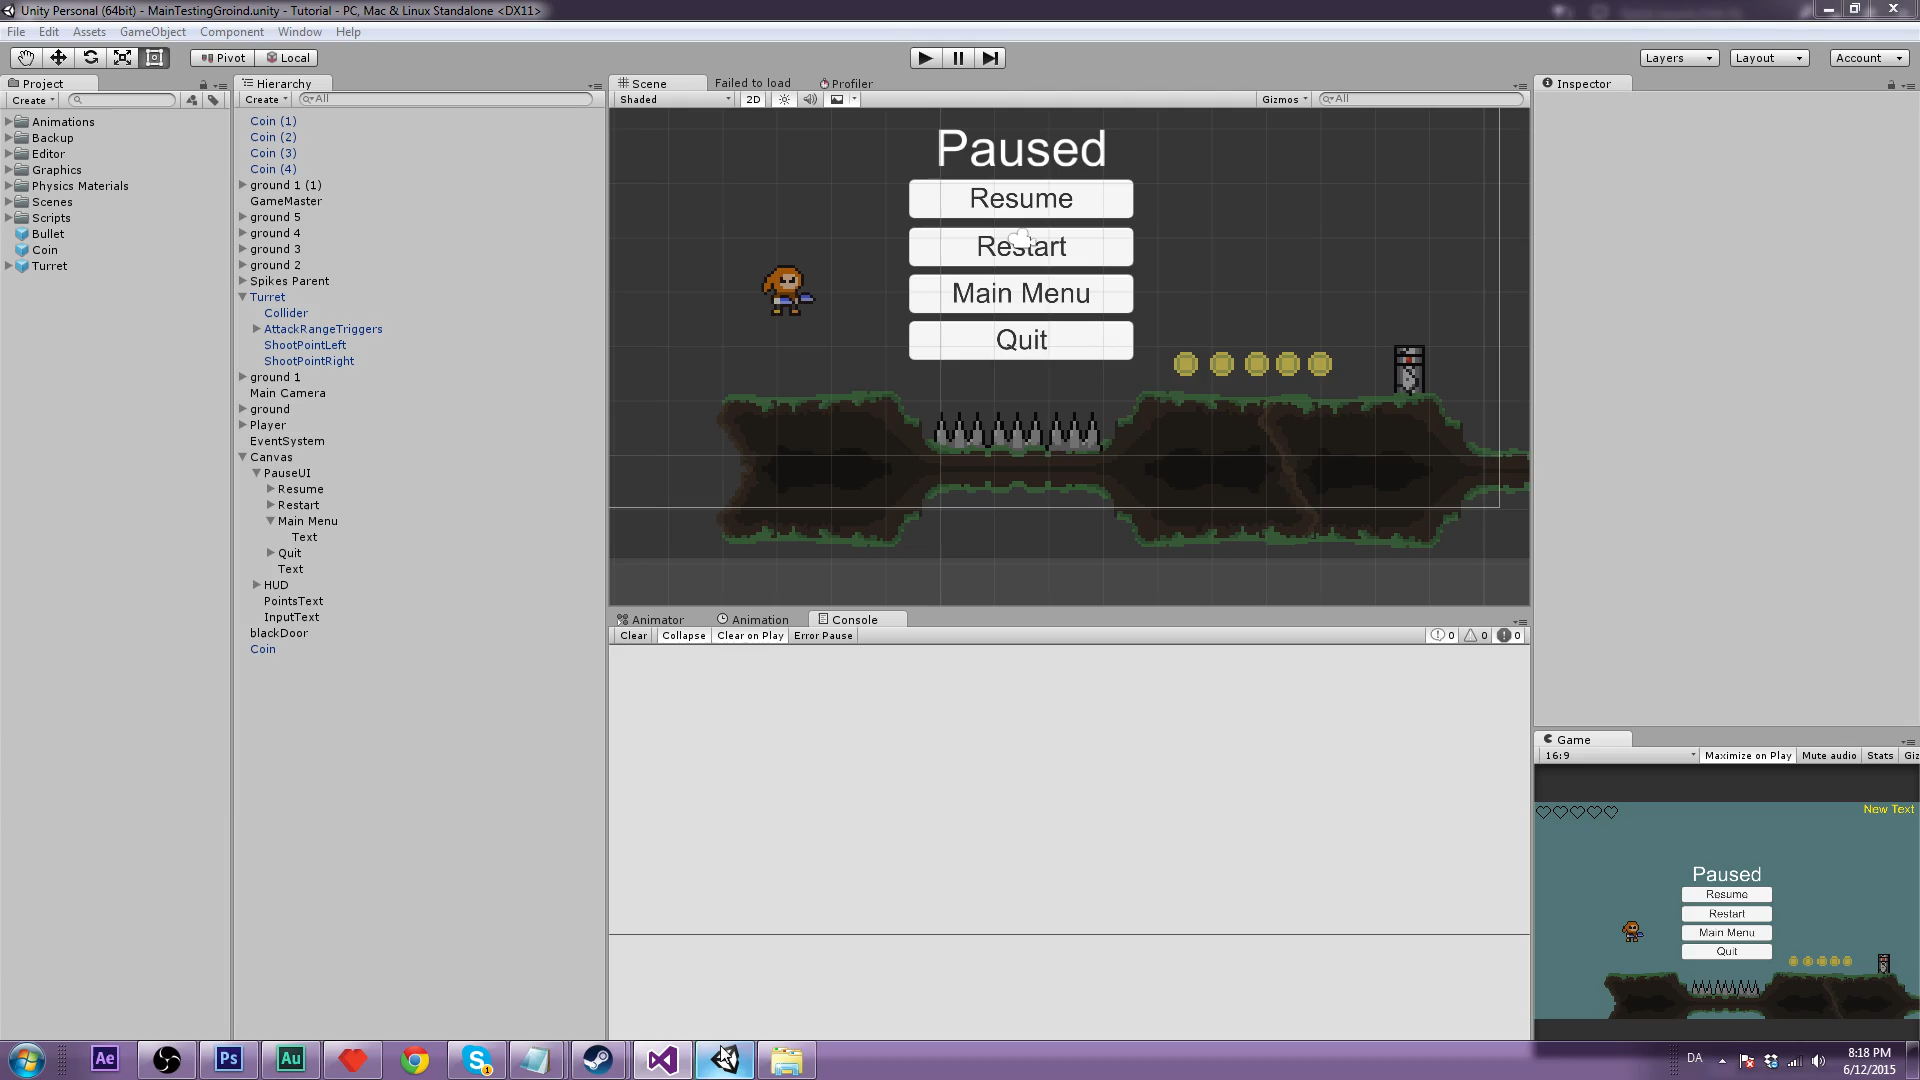 Unity Personal (64bit) - MainTestingGroind.unity - Tutorial - PC, Mac & Linux Standalone <DX11>
File Edit Assets GameObject Component Window Help
Pivot Local Layers Layout Account
Project
Create
Animations
Backup
Editor
Graphics
Physics Materials
Scenes
Scripts
Bullet
Coin
Turret
Hierarchy
Create All
Coin (1)
Coin (2)
Coin (3)
Coin (4)
ground 1 (1)
GameMaster
ground 5
ground 4
ground 3
ground 2
Spikes Parent
Turret
Collider
AttackRangeTriggers
ShootPointLeft
ShootPointRight
ground 1
Main Camera
ground
Player
EventSystem
Canvas
PauseUI
Resume
Restart
Main Menu
Text
Quit
Text
HUD
PointsText
InputText
blackDoor
Coin
Scene Failed to load Profiler
Shaded 2D Gizmos All
Paused
Resume
Restart
Main Menu
Quit
Animator Animation Console
Clear Collapse Clear on Play Error Pause 0 0 0
Inspector
Game
16:9 Maximize on Play Mute audio Stats Giz
New Text
Paused
Resume
Restart
Main Menu
Quit
Ae Ps Au S 1
DA 8:18 PM
6/12/2015